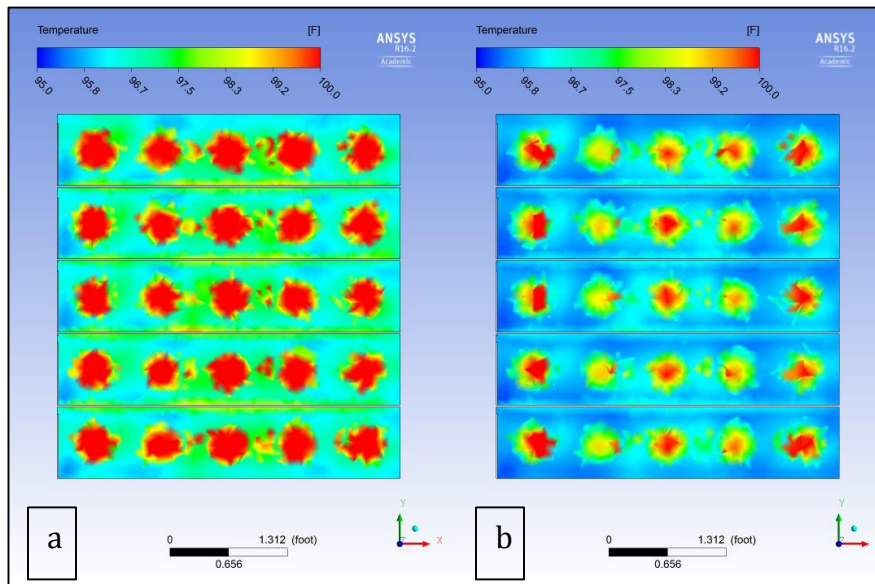 Temperature [F]
95.0 95.8 96.7 97.5 98.3 99.2 100.0
ANSYS
R16.2
Academic
0 1.312 (foot)
0.656
Y
X
a
Temperature [F]
95.0 95.8 96.7 97.5 98.3 99.2 100.0
ANSYS
R16.2
Academic
0 1.312 (foot)
0.656
Y
b